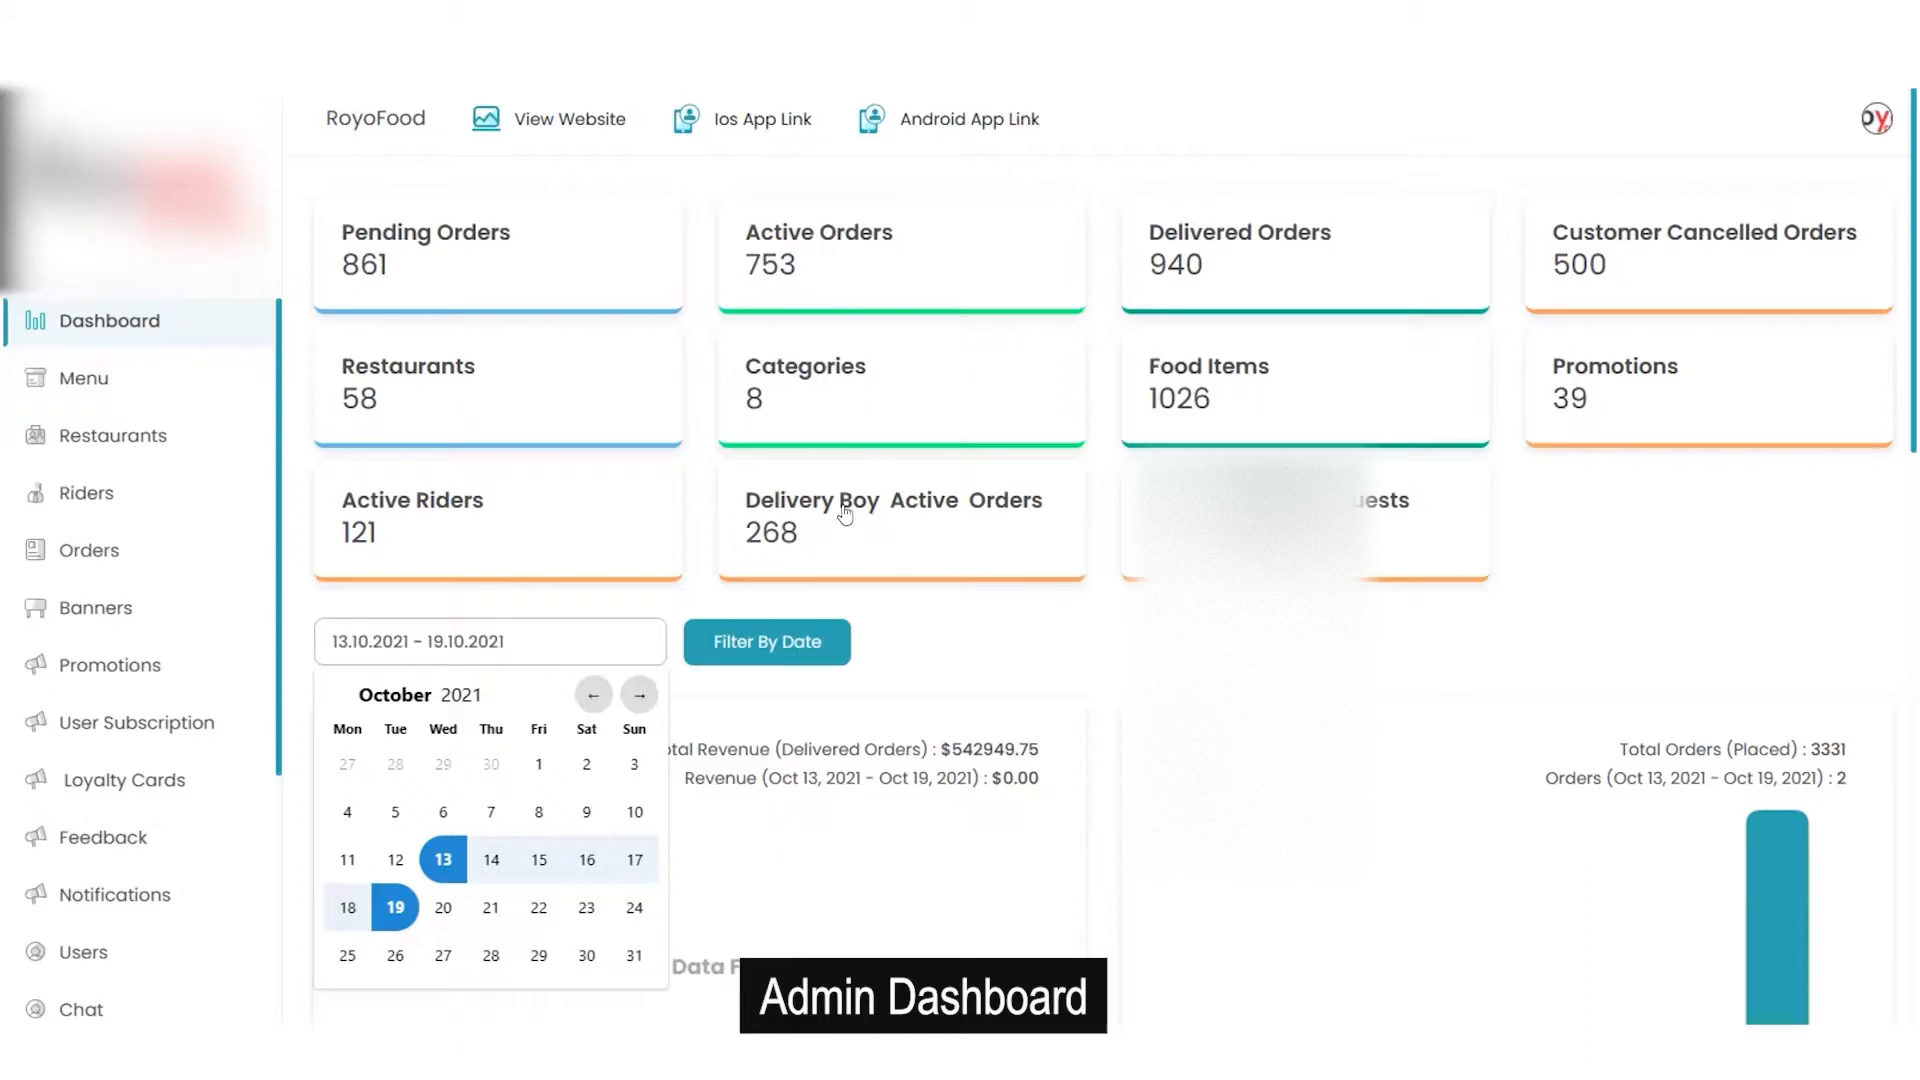 RoyoFood View Website Ios App Link Android App Link
Pending Orders
861
Active Orders
753
Delivered Orders
940
Customer Cancelled Orders
500
Restaurants
58
Categories
8
Food Items
1026
Promotions
39
Active Riders
121
Delivery Boy Active Orders
268
Dashboard
Menu
Restaurants
Riders
Orders
Banners
Promotions
User Subscription
Loyalty Cards
Feedback
Notifications
Users
Chat
13.10.2021 - 19.10.2021
Filter By Date
October 2021 ← →
Mon Tue Wed Thu Fri Sat Sun
27 28 29 30 1 2 3
4 5 6 7 8 9 10
11 12 13 14 15 16 17
18 19 20 21 22 23 24
25 26 27 28 29 30 31
Revenue (Delivered Orders) : $542949.75
Revenue (Oct 13, 2021 - Oct 19, 2021) : $0.00
Total Orders (Placed) : 3331
Orders (Oct 13, 2021 - Oct 19, 2021) : 2
Data
Admin Dashboard